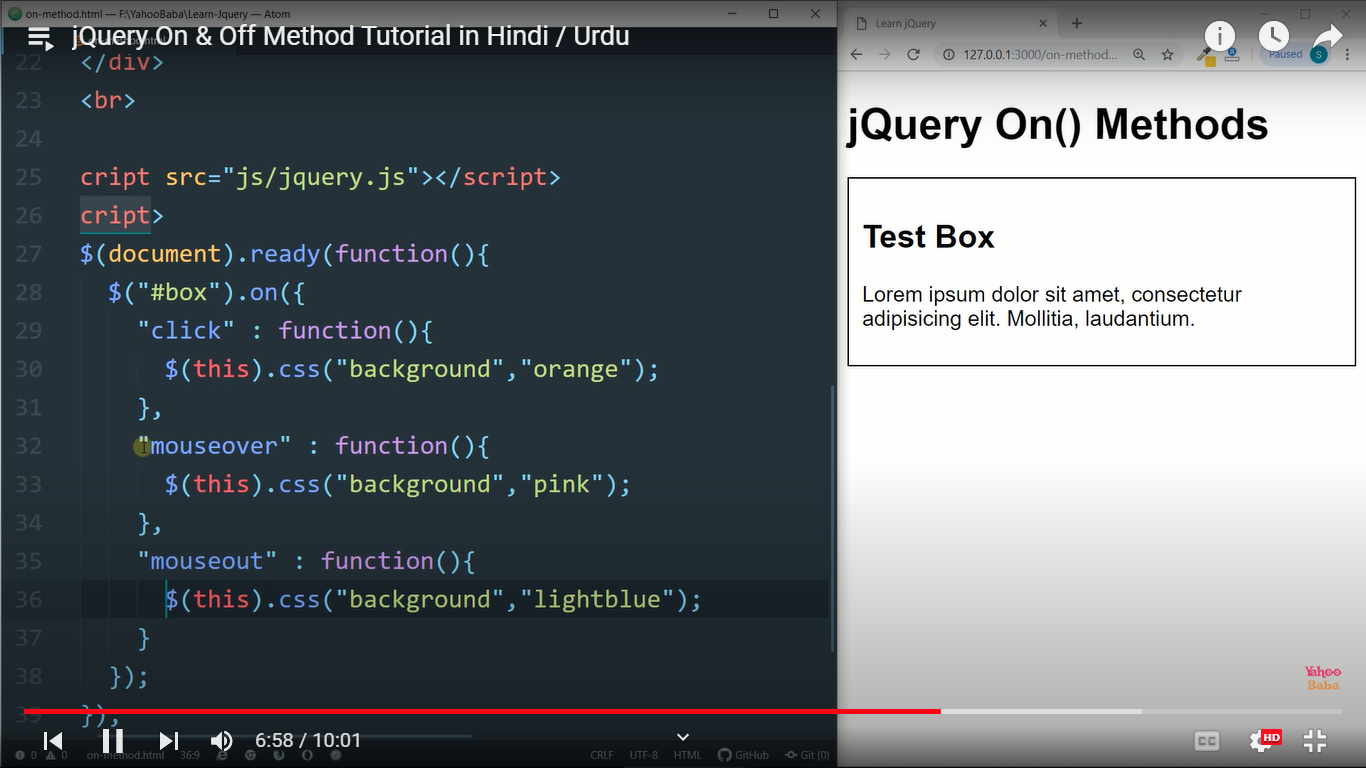 on-method.html — F:\YahooBaba\Learn-Jquery — Atom
jQuery On & Off Method Tutorial in Hindi / Urdu
22 </div>
23 <br>
24
25 cript src="js/jquery.js"></script>
26 cript>
27 $(document).ready(function(){
28 $("#box").on({
29 "click" : function(){
30 $(this).css("background","orange");
31 },
32 "mouseover" : function(){
33 $(this).css("background","pink");
34 },
35 "mouseout" : function(){
36 $(this).css("background","lightblue");
37 }
38 });
39 }),
6:58 / 10:01
0 0 on-method.html 36:9 CRLF UTF-8 HTML GitHub Git (0)
Learn jQuery
127.0.0.1:3000/on-method... Paused S
jQuery On() Methods
Test Box
Lorem ipsum dolor sit amet, consectetur
adipisicing elit. Mollitia, laudantium.
Yahoo
Baba
CC HD